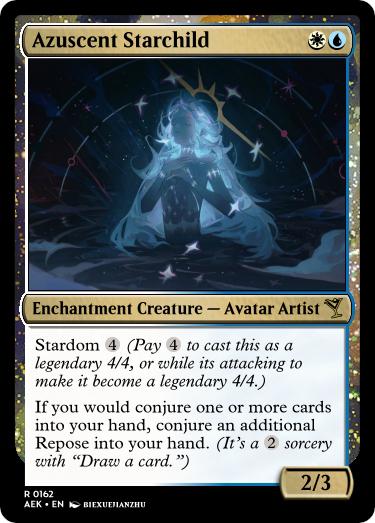 Azuscent Starchild
Enchantment Creature — Avatar Artist
Stardom 4 (Pay 4 to cast this as a
legendary 4/4, or while its attacking to
make it become a legendary 4/4.)
If you would conjure one or more cards
into your hand, conjure an additional
Repose into your hand. (It's a 2 sorcery
with “Draw a card.”)
2/3
R 0162
AEK • EN BIEXUEJIANZHU